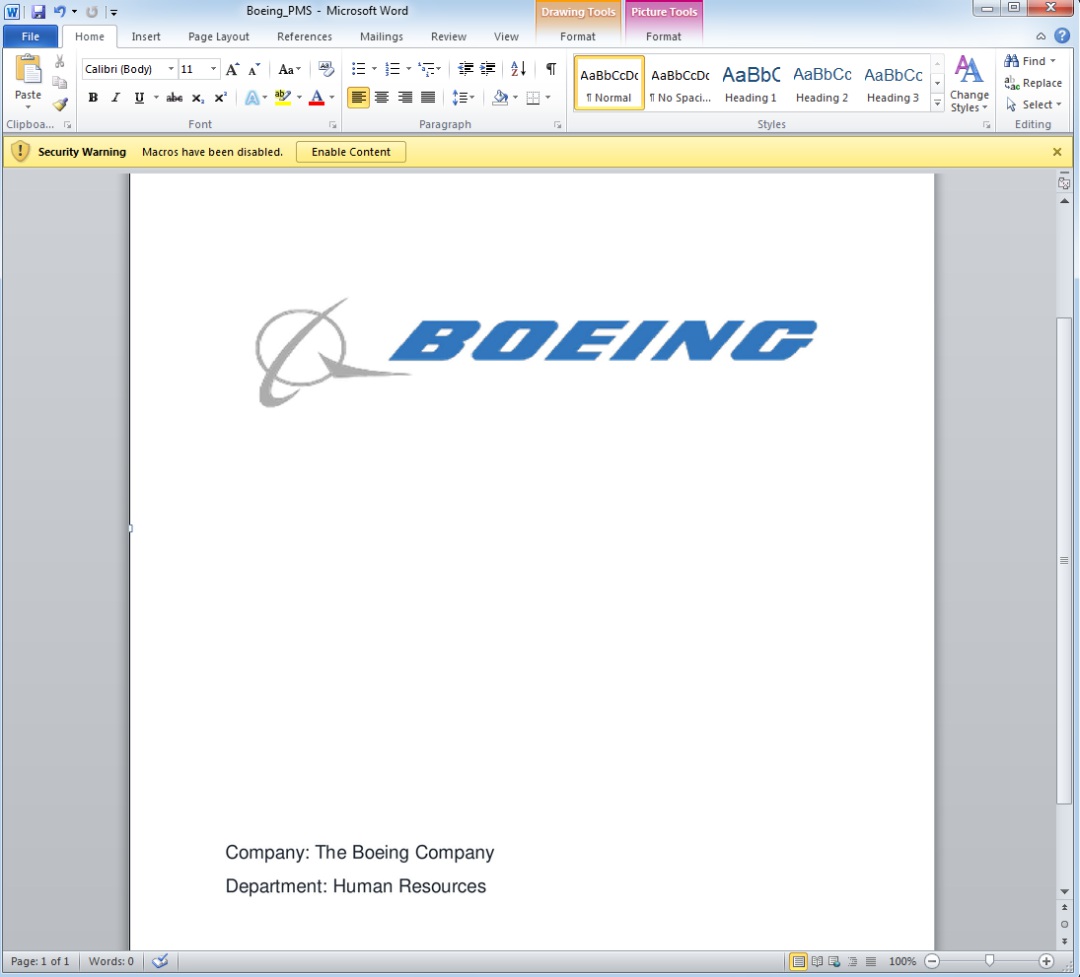 Boeing_PMS - Microsoft Word
Drawing Tools
Picture Tools
File
Home
Insert
Page Layout
References
Mailings
Review
View
Format
Format
Paste
Calibri (Body)
11
AaBbCcDc
AaBbCcDc
AaBbC
AaBbCc
AaBbCc
¶ Normal
¶ No Spaci...
Heading 1
Heading 2
Heading 3
Change
Styles
Find
Replace
Select
Clipboa...
Font
Paragraph
Styles
Editing
Security Warning
Macros have been disabled.
Enable Content
BOEING
Company: The Boeing Company
Department: Human Resources
Page: 1 of 1
Words: 0
100%